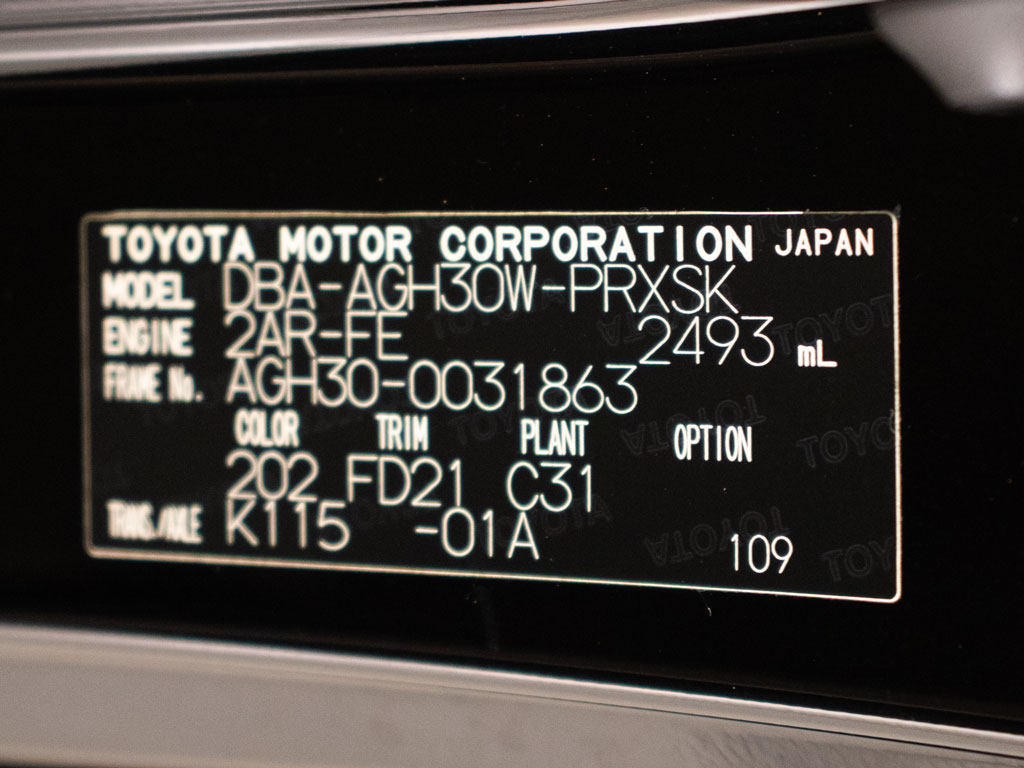 TOYOTA MOTOR CORPORATION JAPAN
MODEL DBA-AGH30W-PRXSK
ENGINE 2AR-FE 2493 mL
FRAME No. AGH30-0031863
COLOR TRIM PLANT OPTION
202 FD21 C31
TRANS./AXLE K115 -01A
109